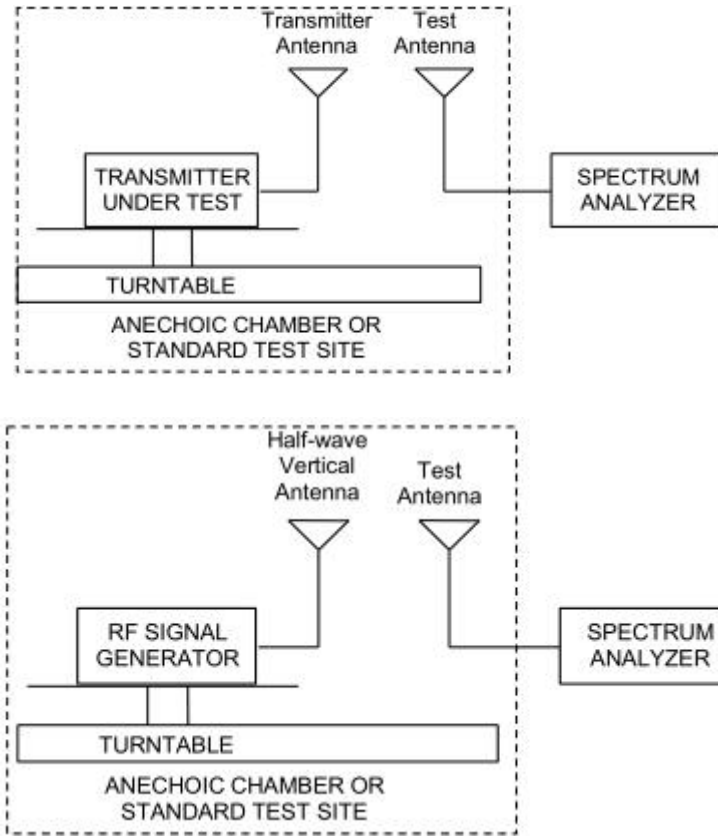 Transmitter
Antenna
Test
Antenna
TRANSMITTER
UNDER TEST
SPECTRUM
ANALYZER
TURNTABLE
ANECHOIC CHAMBER OR
STANDARD TEST SITE
Half-wave
Vertical
Antenna
Test
Antenna
RF SIGNAL
GENERATOR
SPECTRUM
ANALYZER
TURNTABLE
ANECHOIC CHAMBER OR
STANDARD TEST SITE